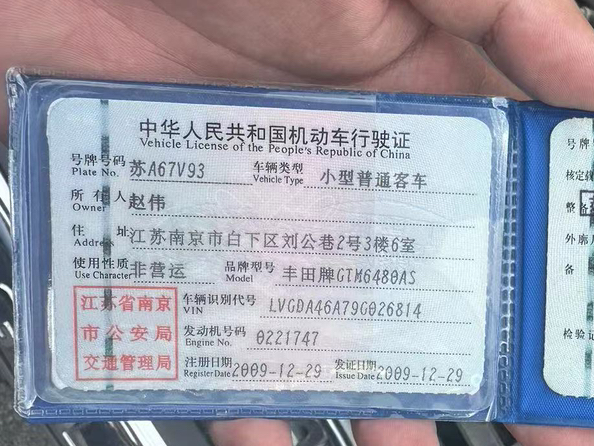 中华人民共和国机动车行驶证
Vehicle License of the People's Republic of China
号牌号码 苏A67V93 车辆类型 小型普通客车
Plate No. Vehicle Type
所有人 赵伟
Owner
住址 江苏南京市白下区刘公巷2号3楼6室
Address
使用性质 非营运 品牌型号 丰田牌GTM6480AS
Use Character Model
江苏省南京
市公安局
交通管理局
车辆识别代号 LVGDA46A79G026814
VIN
发动机号码 0221747
Engine No.
注册日期 2009-12-29 发证日期 2009-12-29
Register Date Issue Date
号牌
核定载
整备
外廓
备
检验记